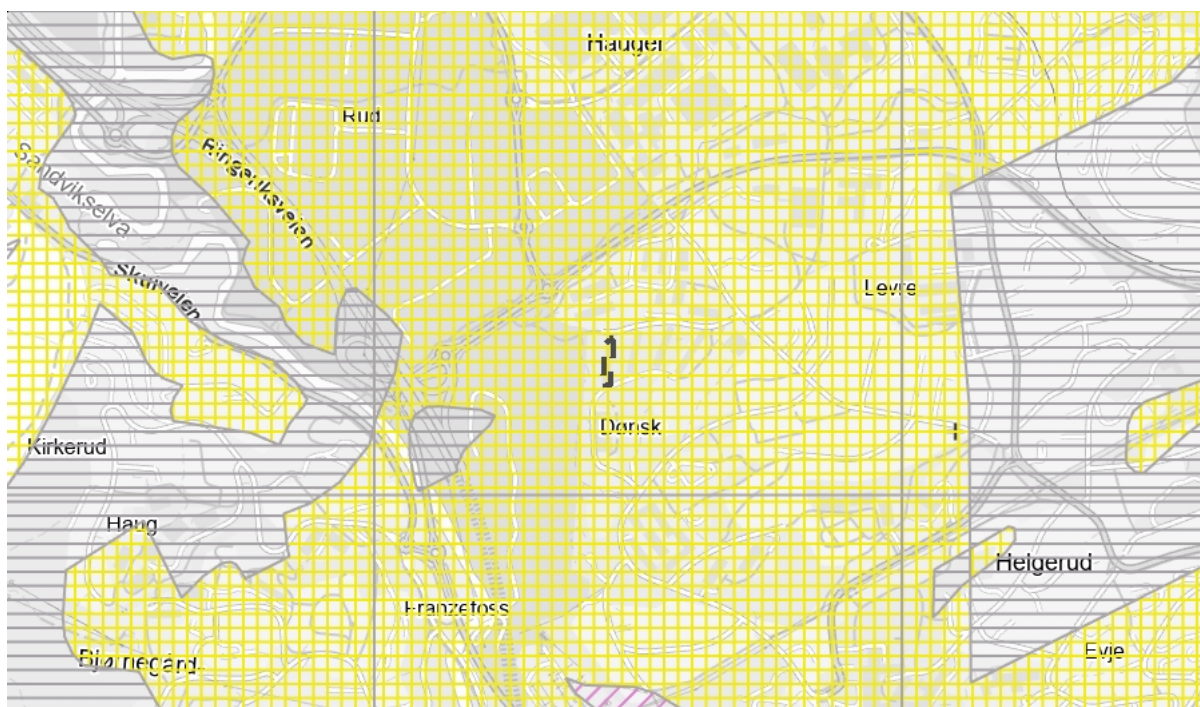 Hauger
Rud
Ringeriksveien
Sandvikselva
Skuiveien
Levre
Dønsk
Kirkerud
Haug
Helgerud
Franzefoss
Evje
Bjørnegård